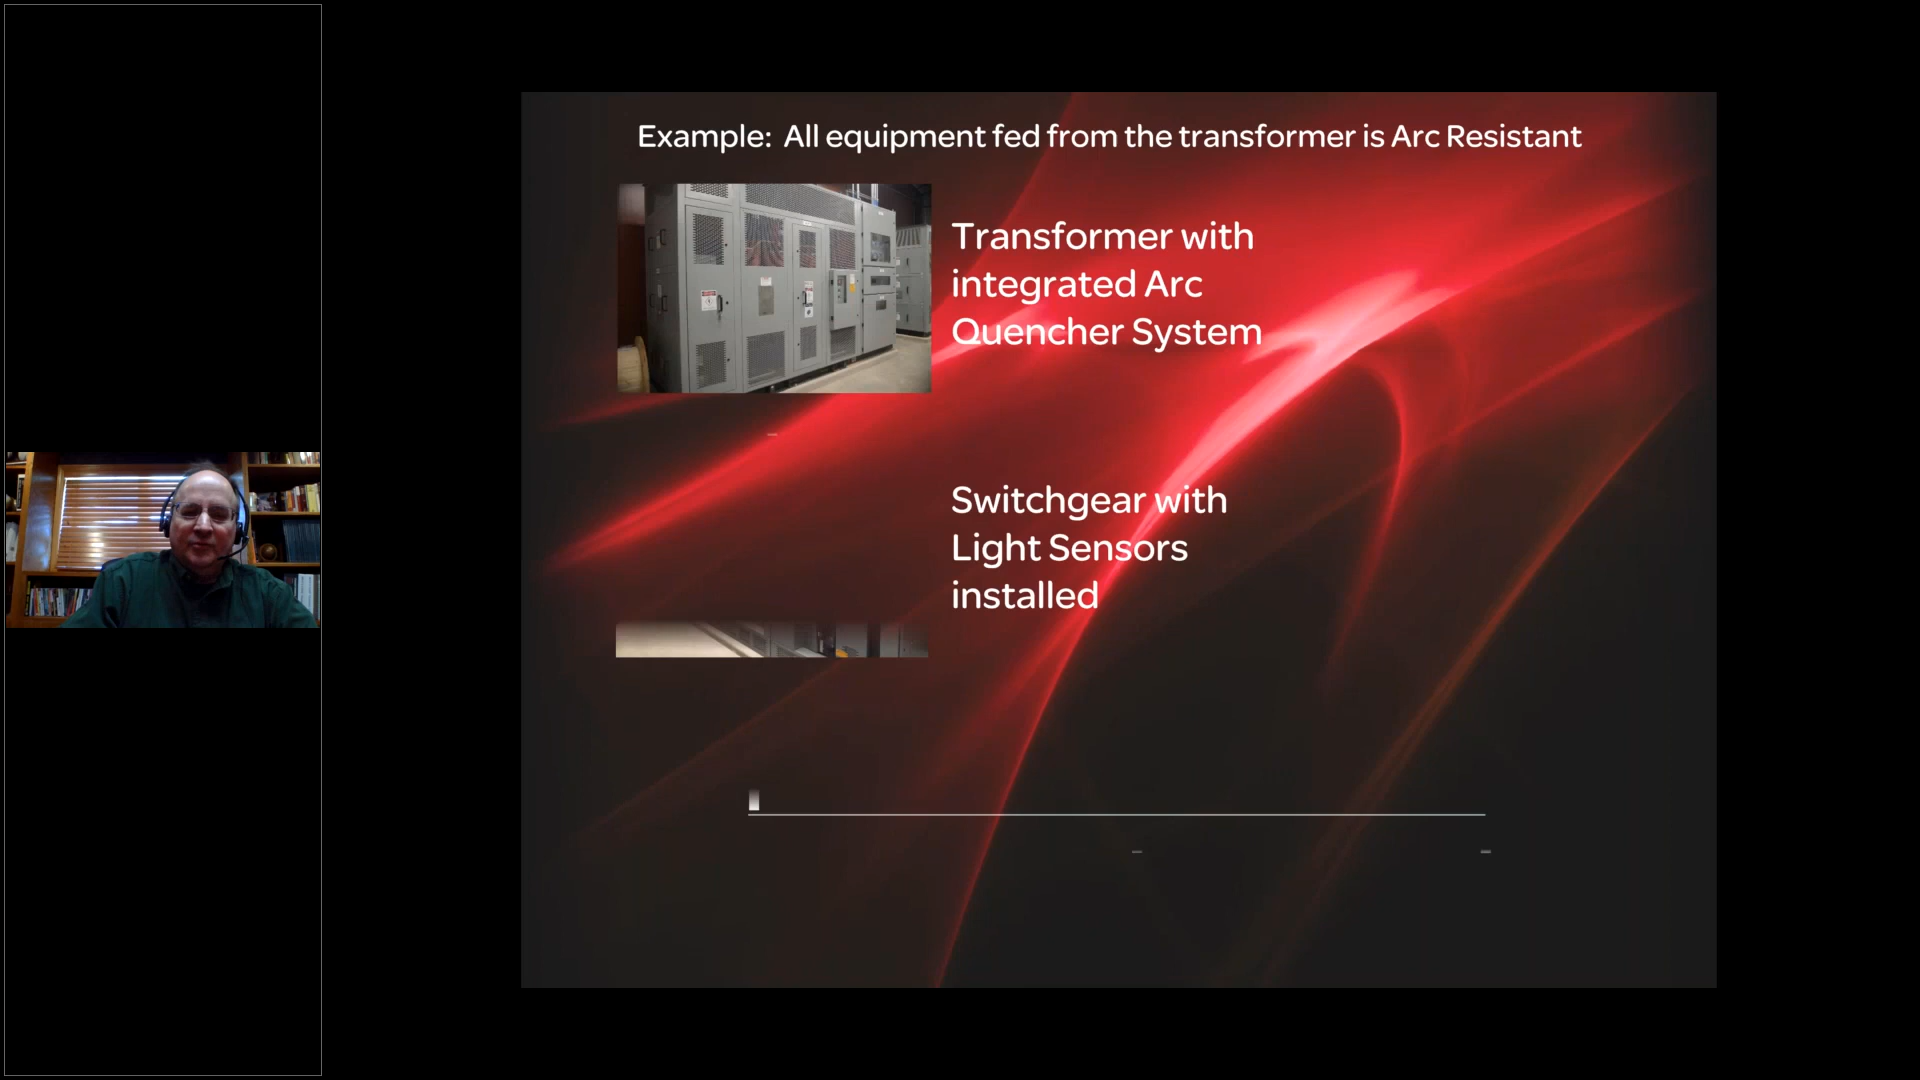 Example: All equipment fed from the transformer is Arc Resistant
Transformer with
integrated Arc
Quencher System
Switchgear with
Light Sensors
installed